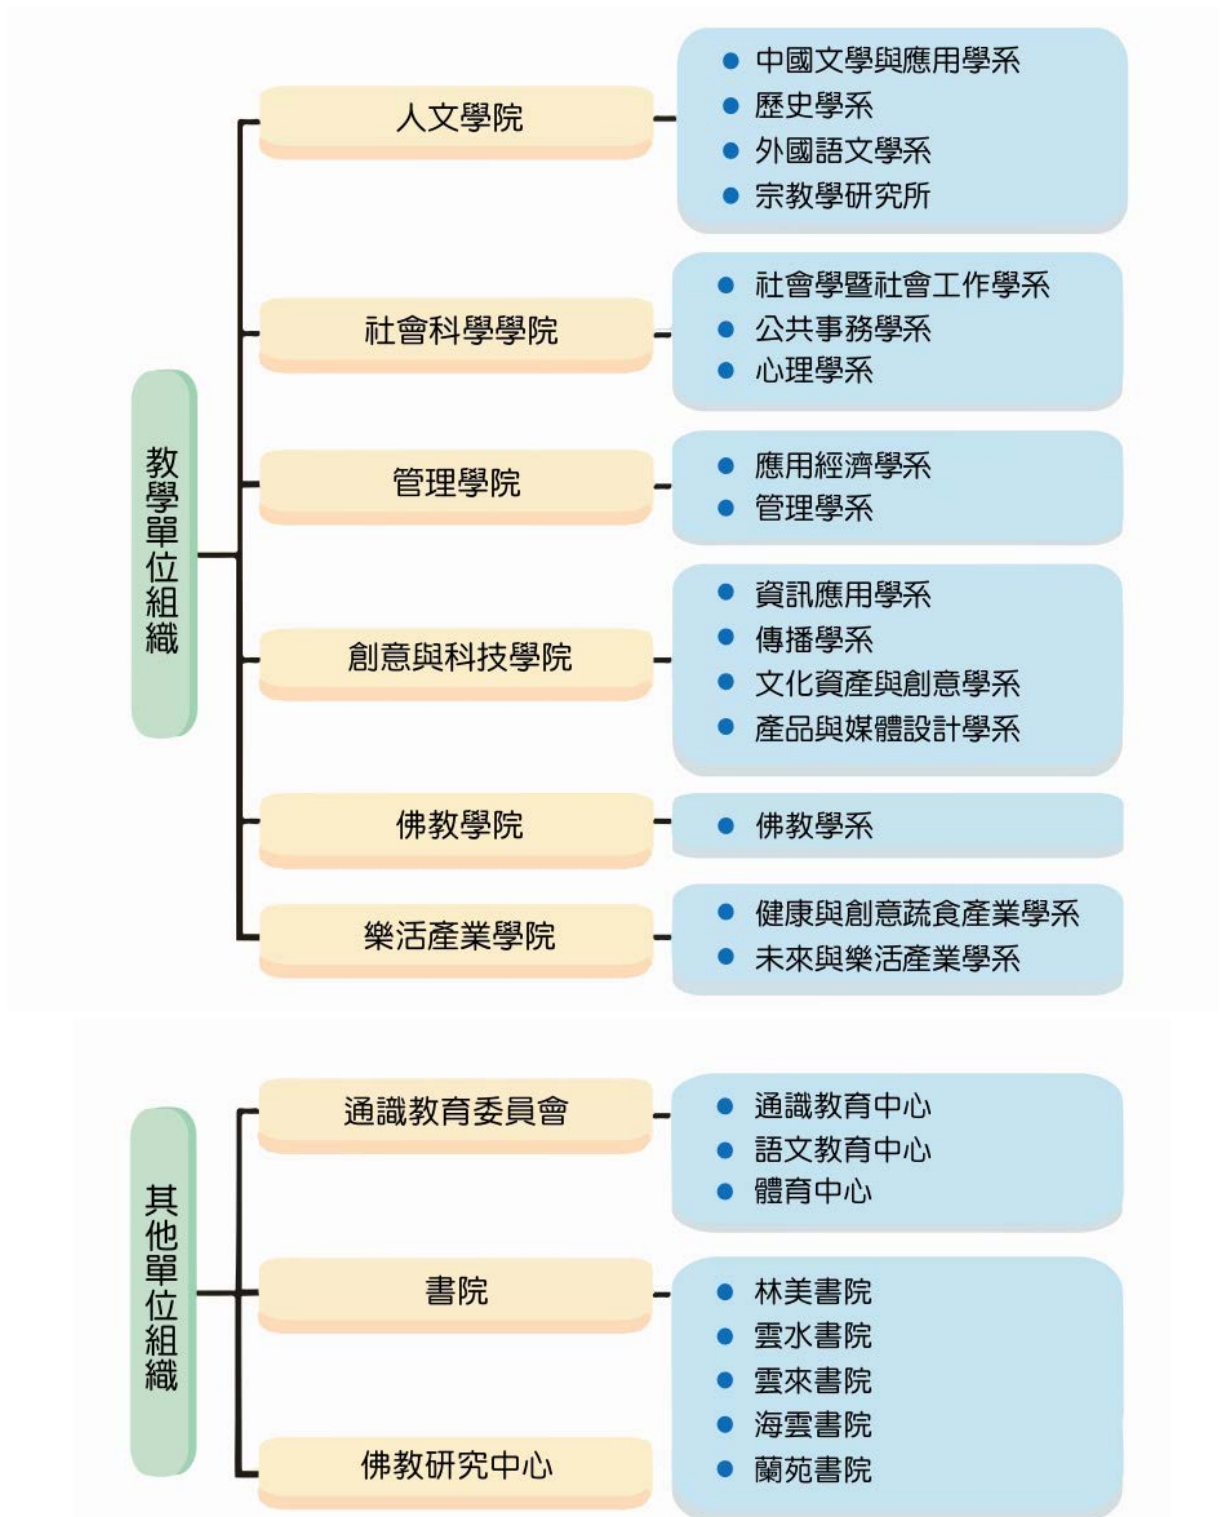 教學單位組織
人文學院
中國文學與應用學系
歷史學系
外國語文學系
宗教學研究所
社會科學學院
社會學暨社會工作學系
公共事務學系
心理學系
管理學院
應用經濟學系
管理學系
創意與科技學院
資訊應用學系
傳播學系
文化資產與創意學系
產品與媒體設計學系
佛教學院
佛教學系
樂活產業學院
健康與創意蔬食產業學系
未來與樂活產業學系
其他單位組織
通識教育委員會
通識教育中心
語文教育中心
體育中心
書院
林美書院
雲水書院
雲來書院
海雲書院
蘭苑書院
佛教研究中心